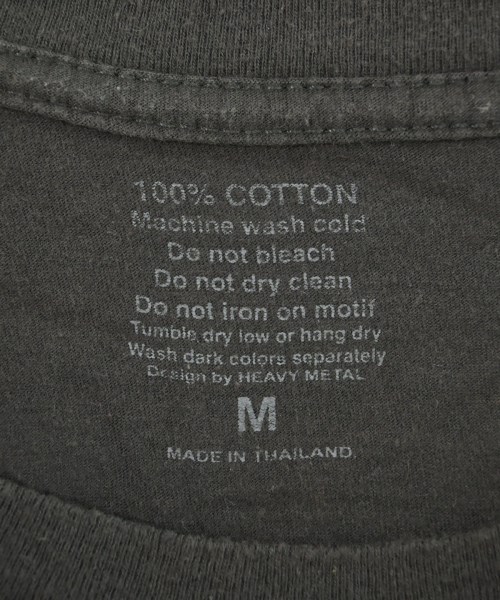 100% COTTON
Machine wash cold
Do not bleach
Do not dry clean
Do not iron on motif
Tumble dry low or hang dry
Wash dark colors separately
Design by HEAVY METAL
M
MADE IN THAILAND.